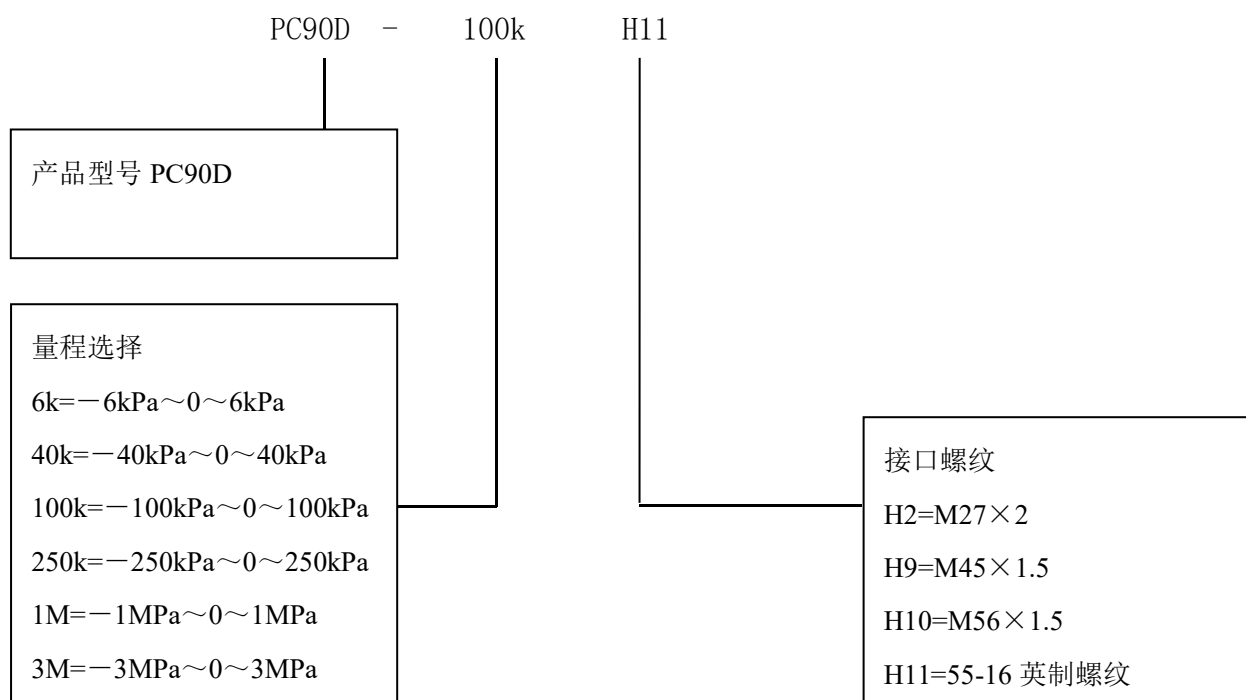 PC90D - 100k H11
产品型号 PC90D
量程选择
6k=－6kPa～0～6kPa
40k=－40kPa～0～40kPa
100k=－100kPa～0～100kPa
250k=－250kPa～0～250kPa
1M=－1MPa～0～1MPa
3M=－3MPa～0～3MPa
接口螺纹
H2=M27×2
H9=M45×1.5
H10=M56×1.5
H11=55-16 英制螺纹